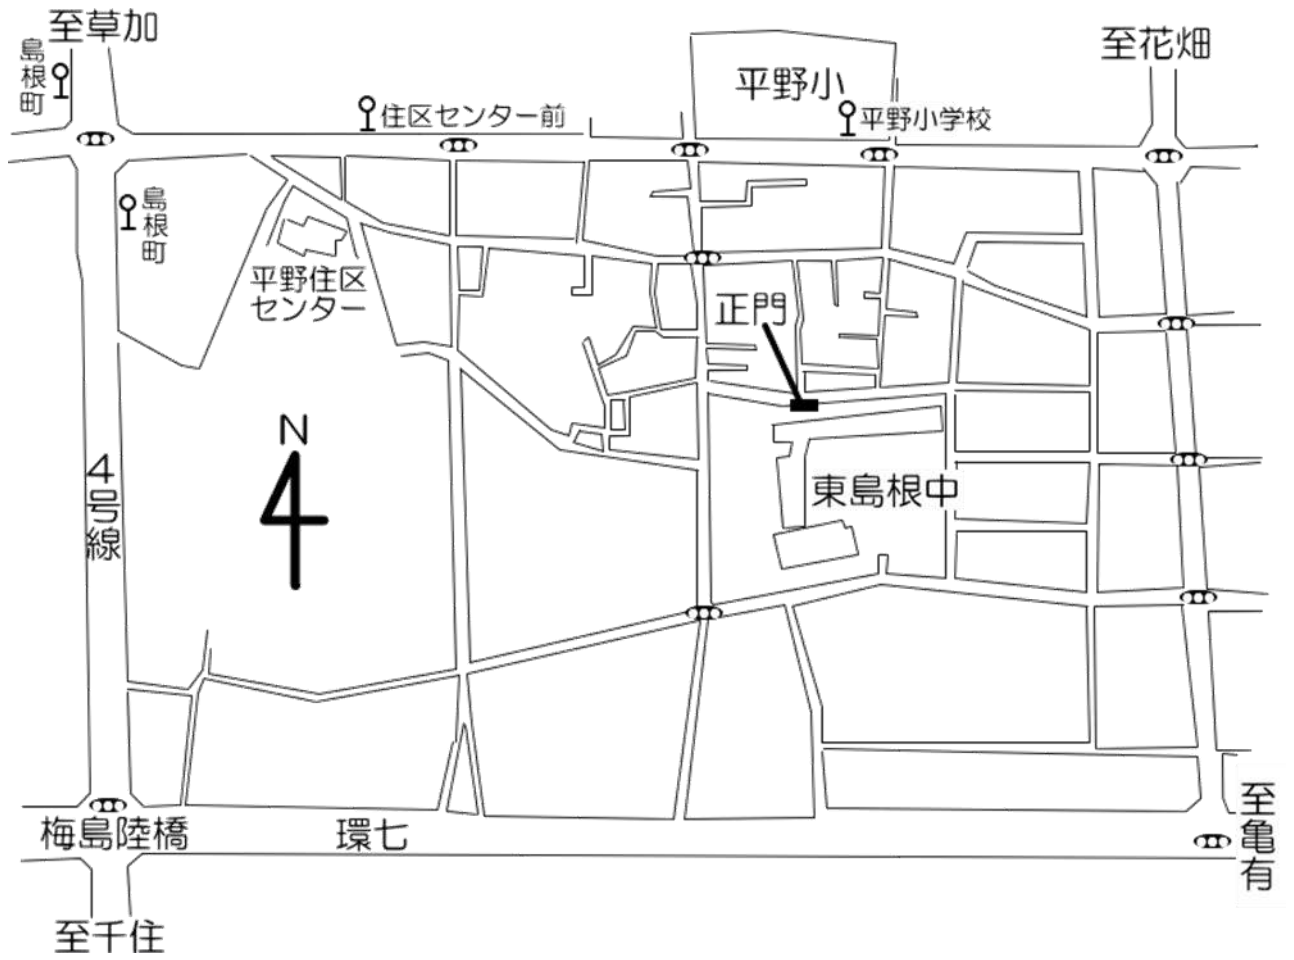 至草加
島根町
住区センター前
平野小
平野小学校
至花畑
島根町
平野住区
センター
正門
N
4号線
東島根中
梅島陸橋
環七
至亀有
至千住